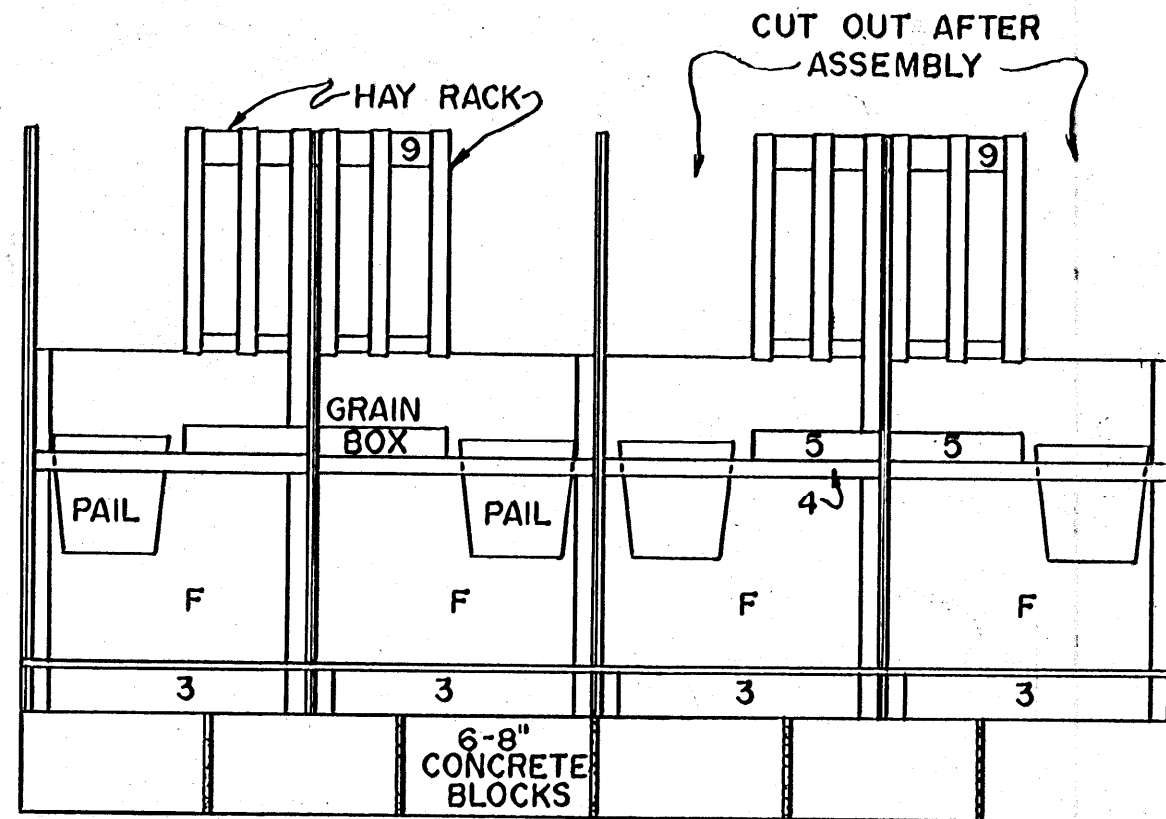 CUT OUT AFTER
ASSEMBLY
HAY RACK
9
9
GRAIN
BOX
5
5
4
PAIL
PAIL
F
F
F
F
3
3
3
3
6-8"
CONCRETE
BLOCKS